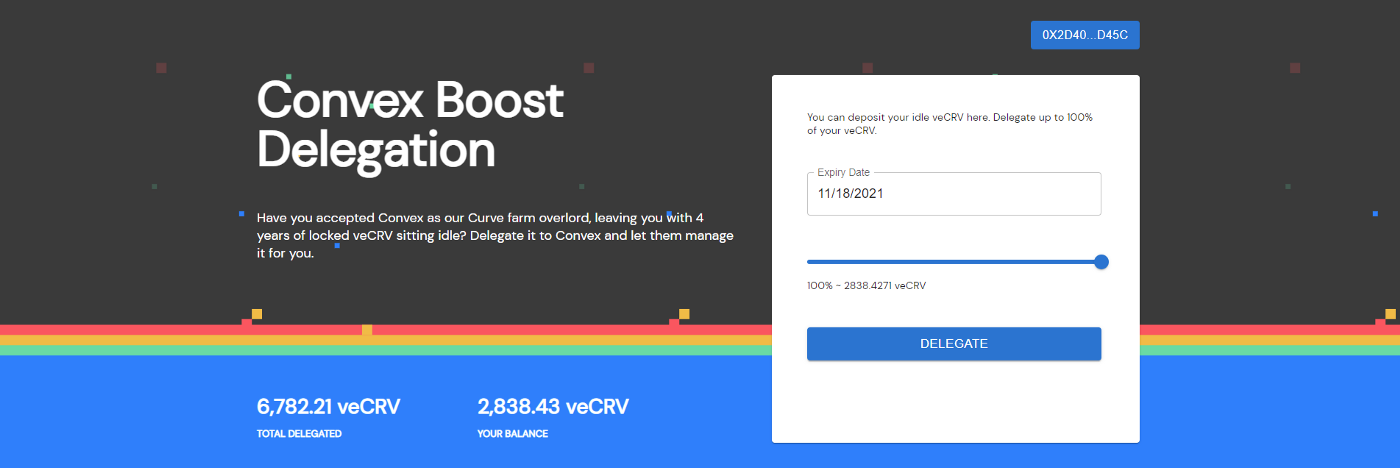 0X2D40...D45C
Convex Boost
Delegation
Have you accepted Convex as our Curve farm overlord, leaving you with 4
years of locked veCRV sitting idle? Delegate it to Convex and let them manage
it for you.
You can deposit your idle veCRV here. Delegate up to 100%
of your veCRV.
Expiry Date
11/18/2021
100% ~ 2838.4271 veCRV
DELEGATE
6,782.21 veCRV
TOTAL DELEGATED
2,838.43 veCRV
YOUR BALANCE